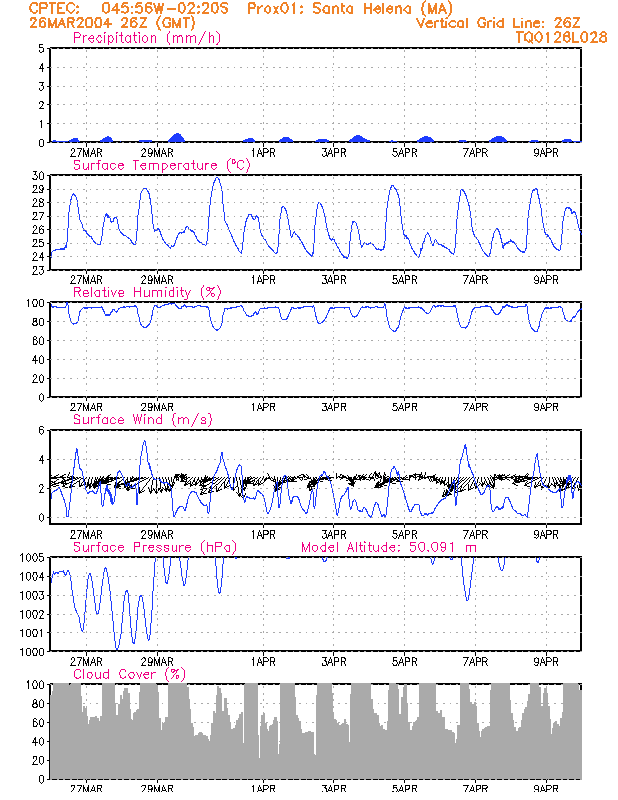 CPTEC: 045:56W-02:20S Prox01: Santa Helena (MA)
26MAR2004 26Z (GMT) Vertical Grid Line: 26Z
Precipitation (mm/h) TQ0126L028
5
4
3
2
1
0
27MAR 29MAR 1APR 3APR 5APR 7APR 9APR
Surface Temperature (°C)
30
29
28
27
26
25
24
23
27MAR 29MAR 1APR 3APR 5APR 7APR 9APR
Relative Humidity (%)
100
80
60
40
20
0
27MAR 29MAR 1APR 3APR 5APR 7APR 9APR
Surface Wind (m/s)
6
4
2
0
27MAR 29MAR 1APR 3APR 5APR 7APR 9APR
Surface Pressure (hPa) Model Altitude: 50.091 m
1005
1004
1003
1002
1001
1000
27MAR 29MAR 1APR 3APR 5APR 7APR 9APR
Cloud Cover (%)
100
80
60
40
20
0
27MAR 29MAR 1APR 3APR 5APR 7APR 9APR